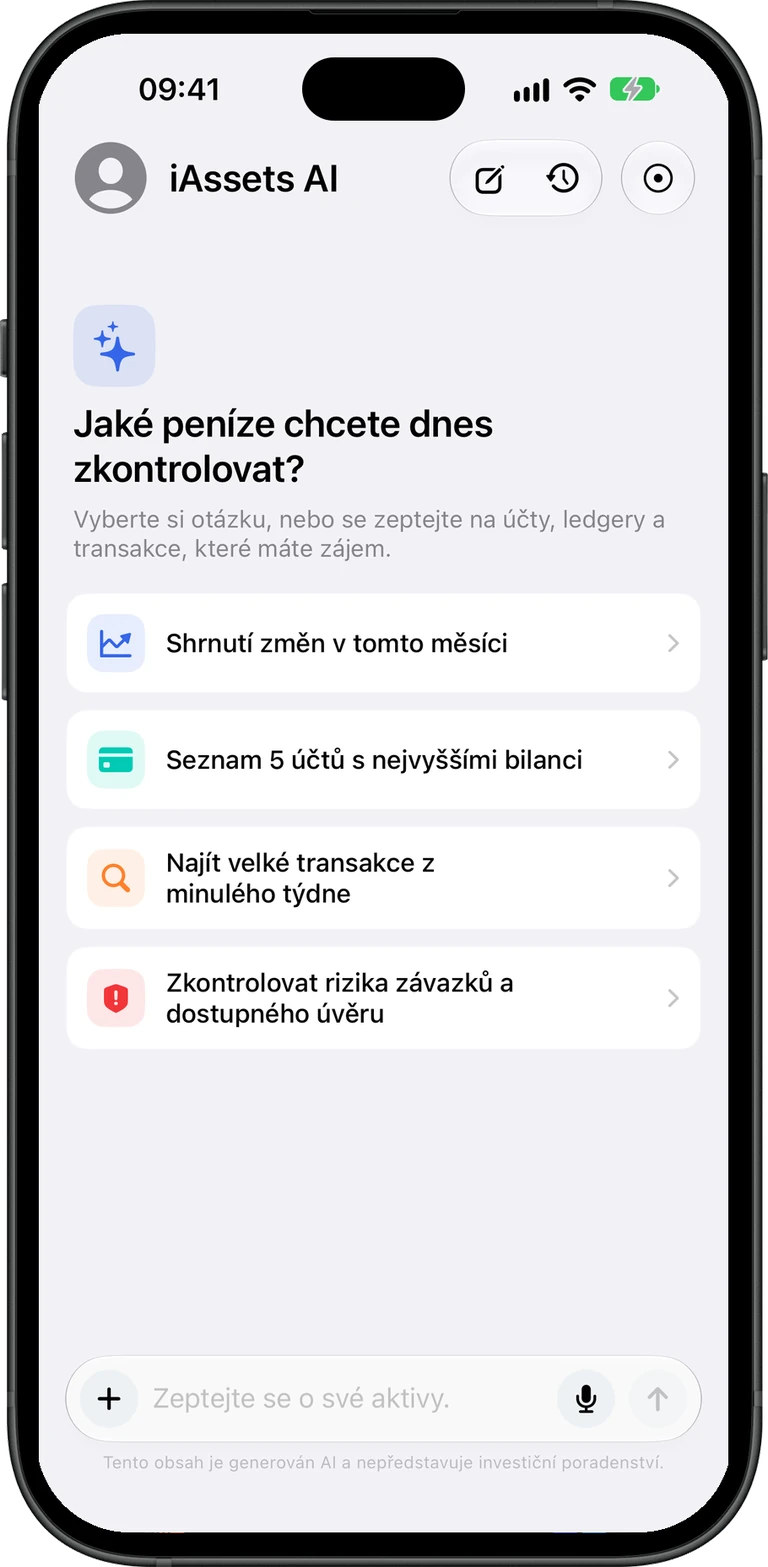 09:41
iAssets AI
Jaké peníze chcete dnes
zkontrolovat?
Vyberte si otázku, nebo se zeptejte na účty, ledgery a
transakce, které máte zájem.
Shrnutí změn v tomto měsíci
Seznam 5 účtů s nejvyššími bilanci
Najít velké transakce z
minulého týdne
Zkontrolovat rizika závazků a
dostupného úvěru
Zeptejte se o své aktivy.
Tento obsah je generován AI a nepředstavuje investiční poradenství.